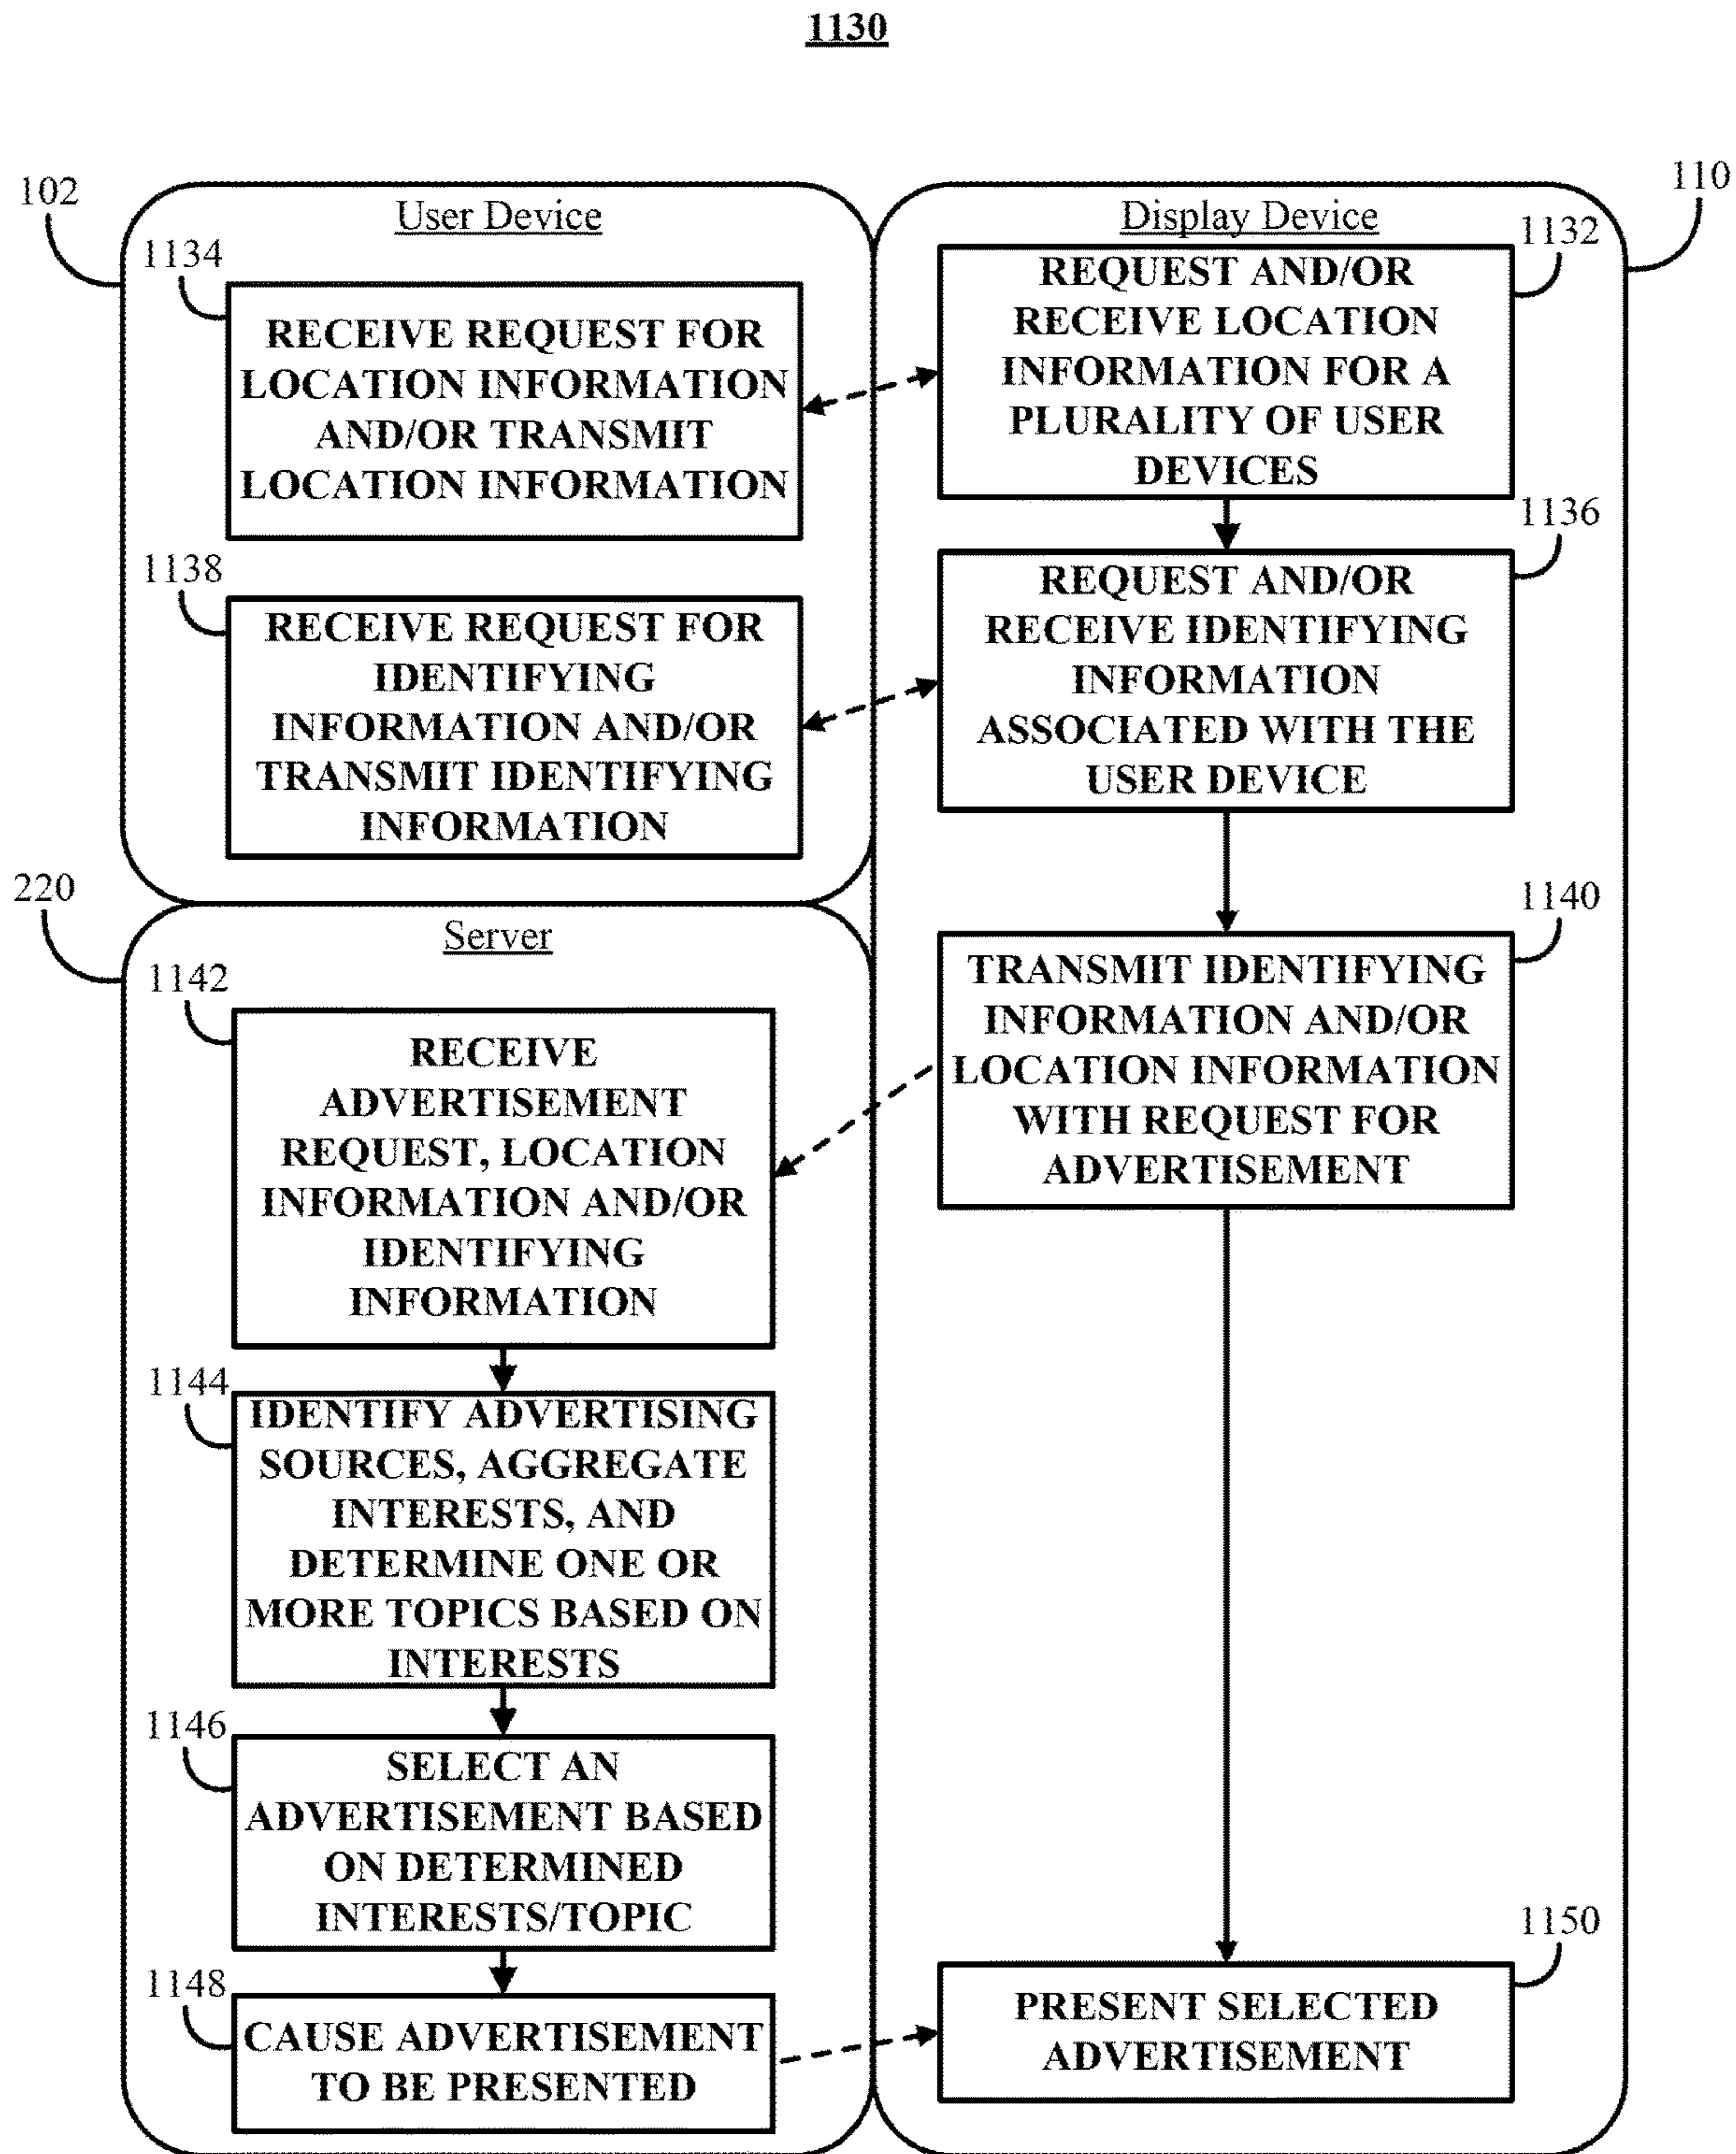 1130
102
110
User Device
1134
RECEIVE REQUEST FOR
LOCATION INFORMATION
AND/OR TRANSMIT
LOCATION INFORMATION
1138
RECEIVE REQUEST FOR
IDENTIFYING
INFORMATION AND/OR
TRANSMIT IDENTIFYING
INFORMATION
Display Device
1132
REQUEST AND/OR
RECEIVE LOCATION
INFORMATION FOR A
PLURALITY OF USER
DEVICES
1136
REQUEST AND/OR
RECEIVE IDENTIFYING
INFORMATION
ASSOCIATED WITH THE
USER DEVICE
1140
TRANSMIT IDENTIFYING
INFORMATION AND/OR
LOCATION INFORMATION
WITH REQUEST FOR
ADVERTISEMENT
220
Server
1142
RECEIVE
ADVERTISEMENT
REQUEST, LOCATION
INFORMATION AND/OR
IDENTIFYING
INFORMATION
1144
IDENTIFY ADVERTISING
SOURCES, AGGREGATE
INTERESTS, AND
DETERMINE ONE OR
MORE TOPICS BASED ON
INTERESTS
1146
SELECT AN
ADVERTISEMENT BASED
ON DETERMINED
INTERESTS/TOPIC
1148
CAUSE ADVERTISEMENT
TO BE PRESENTED
1150
PRESENT SELECTED
ADVERTISEMENT